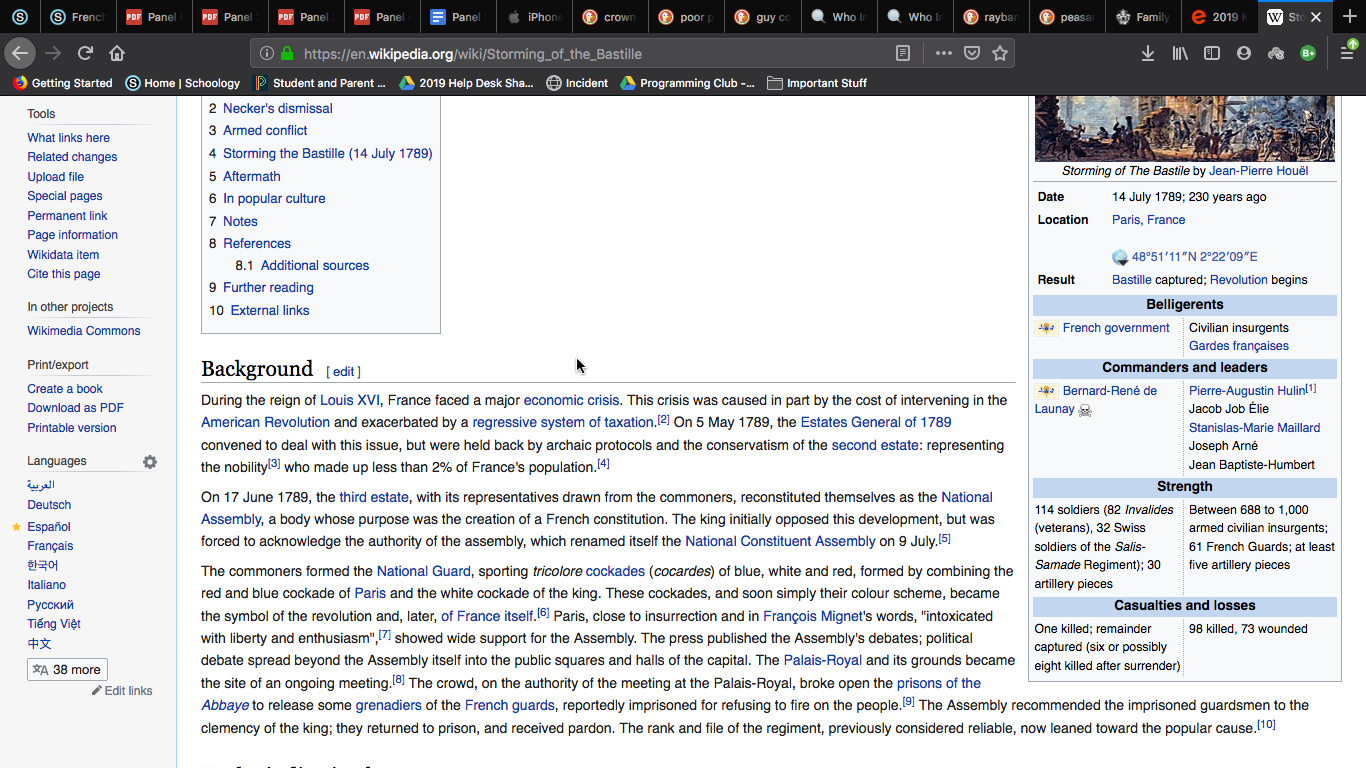 Frenc
Panel
Panel
Panel
Panel
Panel
iPhone
crown
poor p
guy co
Who In
Who In
rayban
peasan
Family
2019 K
Sto
https://en.wikipedia.org/wiki/Storming_of_the_Bastille
Getting Started
Home | Schoology
Student and Parent ...
2019 Help Desk Sha...
Incident
Programming Club -...
Important Stuff
Tools
What links here
Related changes
Upload file
Special pages
Permanent link
Page information
Wikidata item
Cite this page
In other projects
Wikimedia Commons
Print/export
Create a book
Download as PDF
Printable version
Languages
العربية
Deutsch
Español
Français
한국어
Italiano
Русский
Tiếng Việt
中文
38 more
Edit links
2 Necker's dismissal
3 Armed conflict
4 Storming the Bastille (14 July 1789)
5 Aftermath
6 In popular culture
7 Notes
8 References
8.1 Additional sources
9 Further reading
10 External links
Background [ edit ]
During the reign of Louis XVI, France faced a major economic crisis. This crisis was caused in part by the cost of intervening in the
American Revolution and exacerbated by a regressive system of taxation.[2] On 5 May 1789, the Estates General of 1789
convened to deal with this issue, but were held back by archaic protocols and the conservatism of the second estate: representing
the nobility[3] who made up less than 2% of France's population.[4]
On 17 June 1789, the third estate, with its representatives drawn from the commoners, reconstituted themselves as the National
Assembly, a body whose purpose was the creation of a French constitution. The king initially opposed this development, but was
forced to acknowledge the authority of the assembly, which renamed itself the National Constituent Assembly on 9 July.[5]
The commoners formed the National Guard, sporting tricolore cockades (cocardes) of blue, white and red, formed by combining the
red and blue cockade of Paris and the white cockade of the king. These cockades, and soon simply their colour scheme, became
the symbol of the revolution and, later, of France itself.[6] Paris, close to insurrection and in François Mignet's words, "intoxicated
with liberty and enthusiasm",[7] showed wide support for the Assembly. The press published the Assembly's debates; political
debate spread beyond the Assembly itself into the public squares and halls of the capital. The Palais-Royal and its grounds became
the site of an ongoing meeting.[8] The crowd, on the authority of the meeting at the Palais-Royal, broke open the prisons of the
Abbaye to release some grenadiers of the French guards, reportedly imprisoned for refusing to fire on the people.[9] The Assembly recommended the imprisoned guardsmen to the
clemency of the king; they returned to prison, and received pardon. The rank and file of the regiment, previously considered reliable, now leaned toward the popular cause.[10]
Storming of The Bastile by Jean-Pierre Houël
Date 14 July 1789; 230 years ago
Location Paris, France
48°51′11″N 2°22′09″E
Result Bastille captured; Revolution begins
Belligerents
French government
Civilian insurgents
Gardes françaises
Commanders and leaders
Bernard-René de
Launay
Pierre-Augustin Hulin[1]
Jacob Job Élie
Stanislas-Marie Maillard
Joseph Arné
Jean Baptiste-Humbert
Strength
114 soldiers (82 Invalides
(veterans), 32 Swiss
soldiers of the Salis-
Samade Regiment); 30
artillery pieces
Between 688 to 1,000
armed civilian insurgents;
61 French Guards; at least
five artillery pieces
Casualties and losses
One killed; remainder
captured (six or possibly
eight killed after surrender)
98 killed, 73 wounded